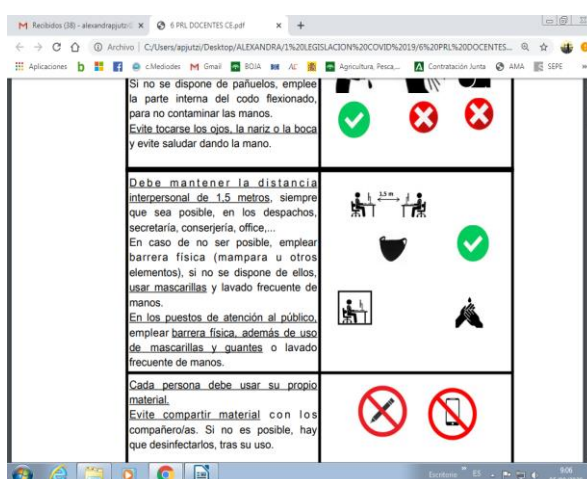 Recibidos (38) - alexandrapjutzi
6 PRL DOCENTES CE.pdf
Archivo | C:/Users/apjutzi/Desktop/ALEXANDRA/1%20LEGISLACION%20COVID%2019/6%20PRL%20DOCENTES...
Aplicaciones c.Mediodes Gmail BOJA Agricultura, Pesca,... Contratación Junta AMA SEPE »
Si no se dispone de pañuelos, emplee
la parte interna del codo flexionado,
para no contaminar las manos.
Evite tocarse los ojos, la nariz o la boca
y evite saludar dando la mano.
Debe mantener la distancia
interpersonal de 1,5 metros, siempre
que sea posible, en los despachos,
secretaría, conserjería, office,...
En caso de no ser posible, emplear
barrera física (mampara u otros
elementos), si no se dispone de ellos,
usar mascarillas y lavado frecuente de
manos.
En los puestos de atención al público,
emplear barrera física, además de uso
de mascarillas y guantes o lavado
frecuente de manos.
1,5 m
Cada persona debe usar su propio
material.
Evite compartir material con los
compañero/as. Si no es posible, hay
que desinfectarlos, tras su uso.
Escritorio ES 9:06